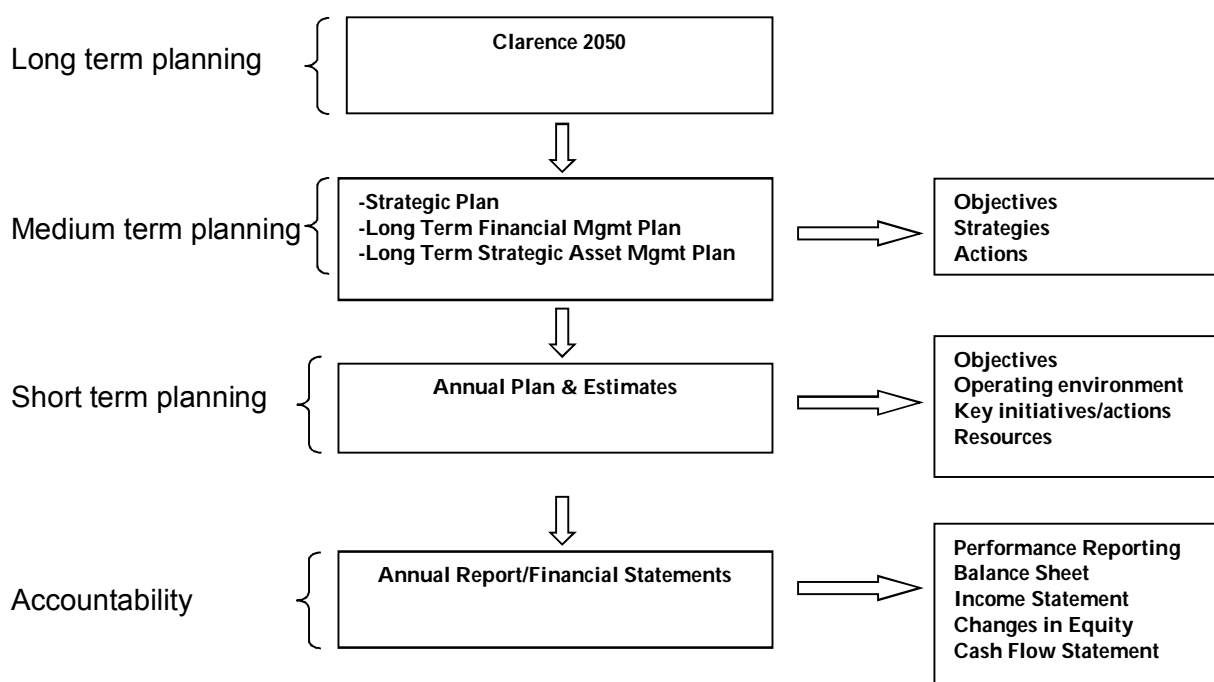 Clarence 2050
Long term planning
-Strategic Plan
-Long Term Financial Mgmt Plan
-Long Term Strategic Asset Mgmt Plan
Medium term planning
Objectives
Strategies
Actions
Annual Plan & Estimates
Short term planning
Objectives
Operating environment
Key initiatives/actions
Resources
Annual Report/Financial Statements
Accountability
Performance Reporting
Balance Sheet
Income Statement
Changes in Equity
Cash Flow Statement